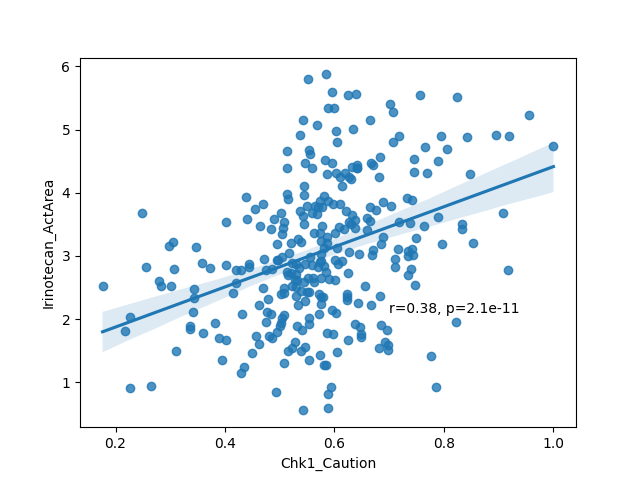 6
5
4
3
2
1
Irinotecan_ActArea
r=0.38, p=2.1e-11
0.2 0.4 0.6 0.8 1.0
Chk1_Caution